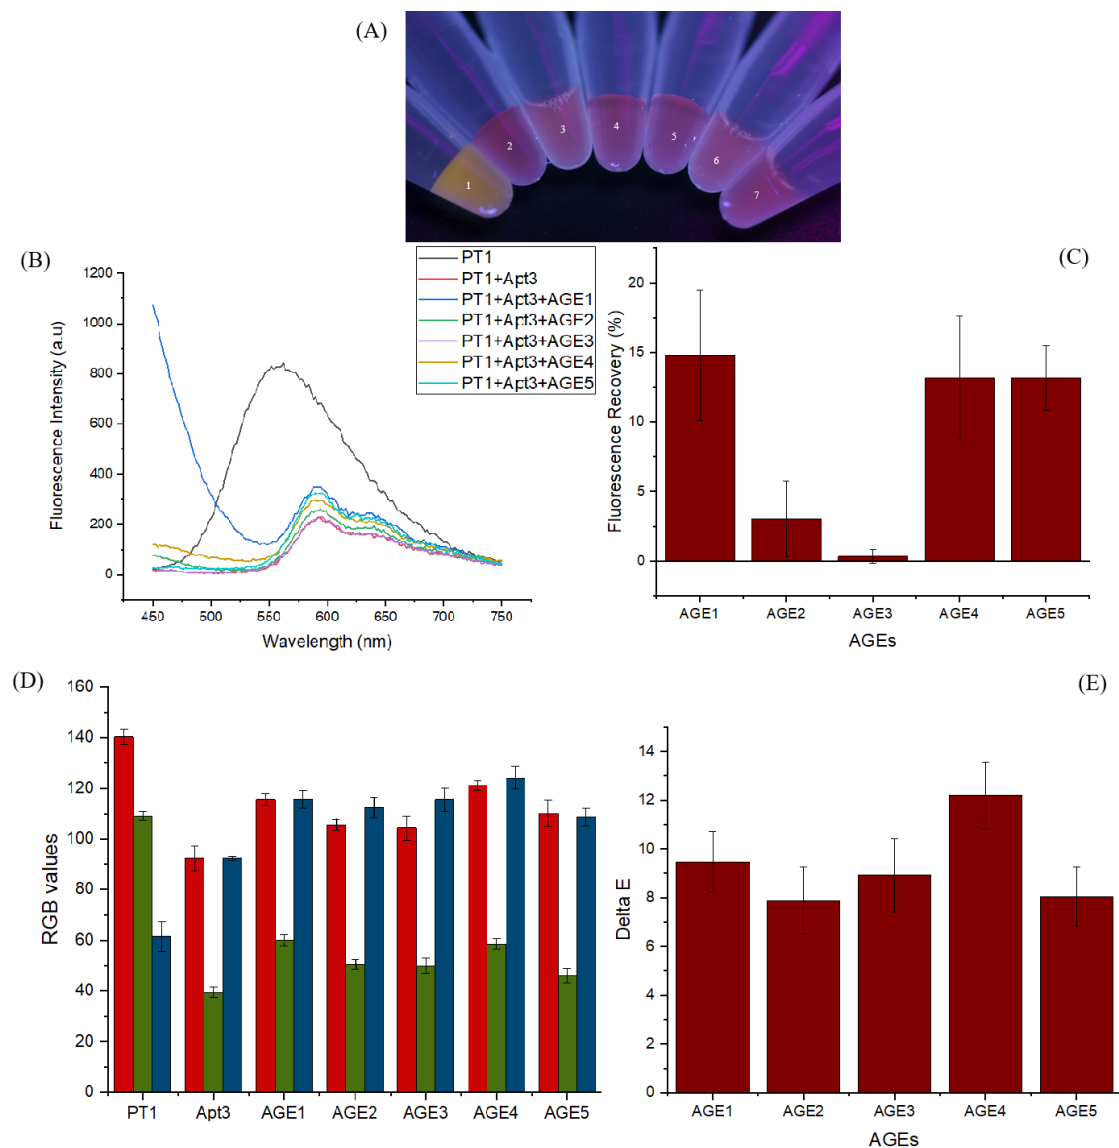 (A)
1
2
3
4
5
6
7
(B)
Fluorescence Intensity (a.u)
1200
1000
800
600
400
200
0
450
500
550
600
650
700
750
Wavelength (nm)
PT1
PT1+Apt3
PT1+Apt3+AGE1
PT1+Apt3+AGE2
PT1+Apt3+AGE3
PT1+Apt3+AGE4
PT1+Apt3+AGE5
(C)
Fluorescence Recovery (%)
20
15
10
5
0
AGE1
AGE2
AGE3
AGE4
AGE5
AGEs
(D)
RGB values
160
140
120
100
80
60
40
20
0
PT1
Apt3
AGE1
AGE2
AGE3
AGE4
AGE5
(E)
Delta E
14
12
10
8
6
4
2
0
AGE1
AGE2
AGE3
AGE4
AGE5
AGEs